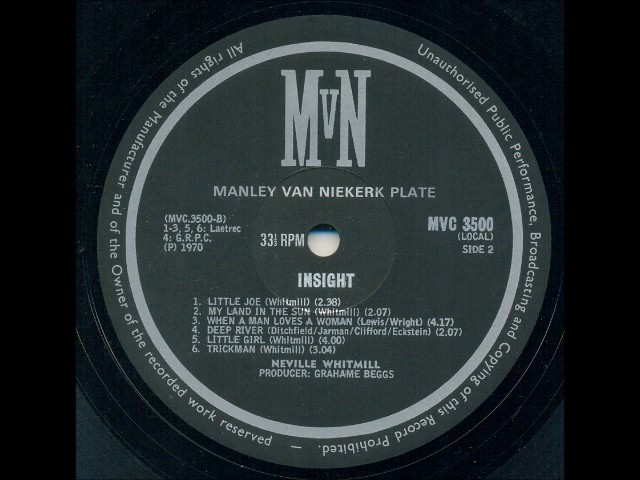 All rights of the Manufacturer and of the Owner of the recorded work reserved — Unauthorised Public Performance, Broadcasting and Copying of this Record Prohibited.
MVN
MANLEY VAN NIEKERK PLATE
(MVC.3500-B)
1-3, 5, 6: Laetrec
4: G.R.P.C.
(P) 1970
33⅓ RPM
MVC 3500
(LOCAL)
SIDE 2
INSIGHT
1. LITTLE JOE (Whitmill) (2.38)
2. MY LAND IN THE SUN (Whitmill) (2.07)
3. WHEN A MAN LOVES A WOMAN (Lewis/Wright) (4.17)
4. DEEP RIVER (Ditchfield/Jarman/Clifford/Eckstein) (2.07)
5. LITTLE GIRL (Whitmill) (4.00)
6. TRICKMAN (Whitmill) (3.04)
NEVILLE WHITMILL
PRODUCER: GRAHAME BEGGS